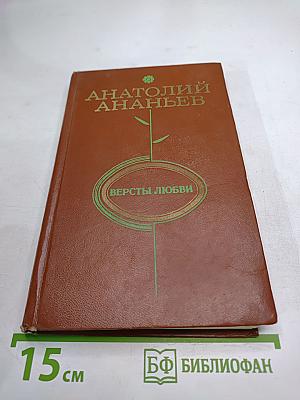 АНАТОЛИЙ
АНАНЬЕВ
ВЕРСТЫ ЛЮБВИ
15 см
БФ БИБЛИОФАН